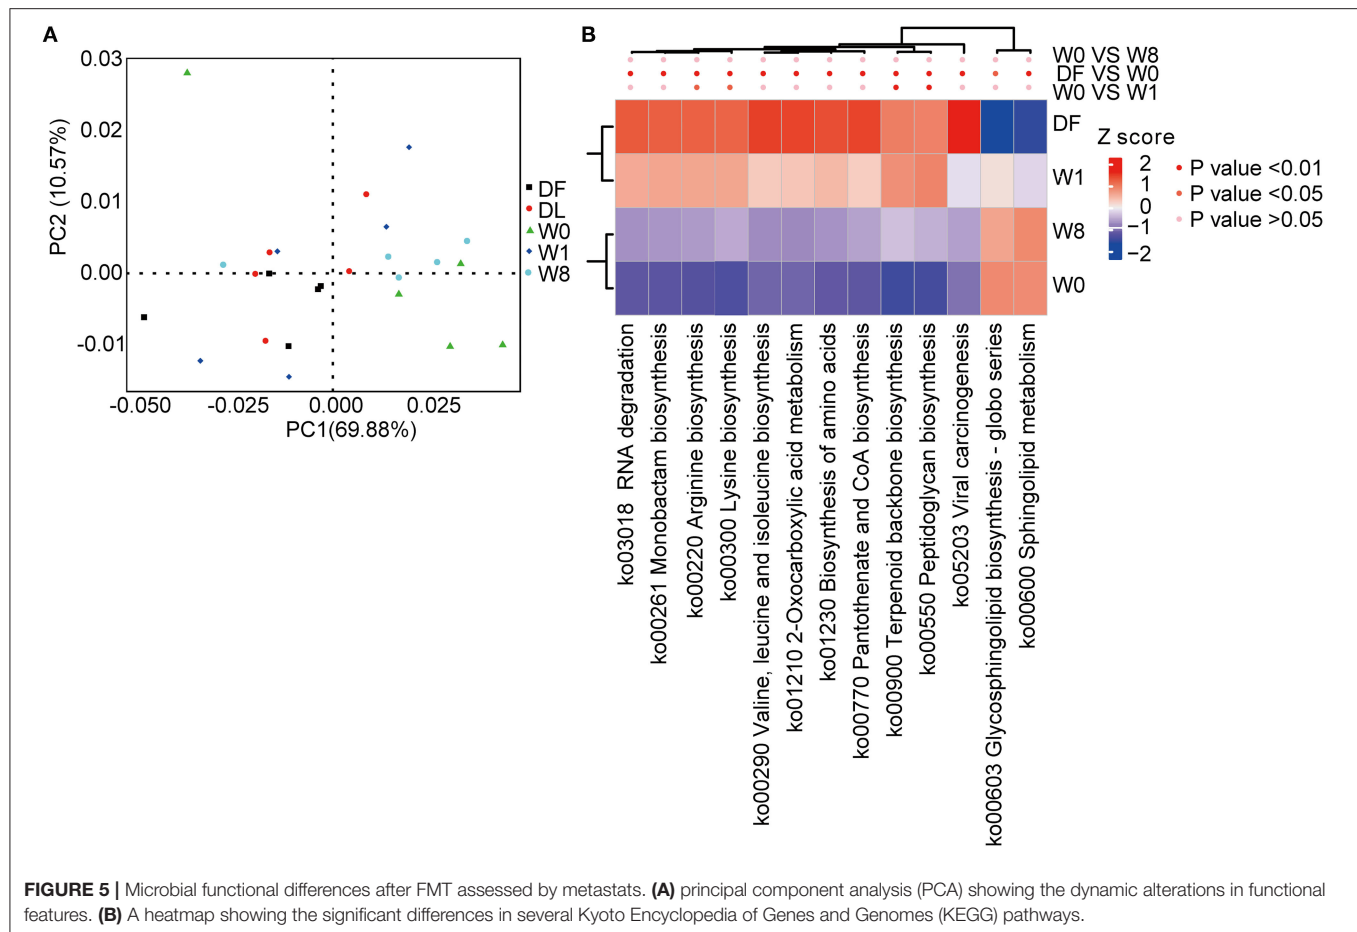 A
0.03
0.02
0.01
0.00
-0.01
PC2 (10.57%)
-0.050
-0.025
0.000
0.025
PC1(69.88%)
DF
DL
W0
W1
W8
B
W0 VS W8
DF VS W0
W0 VS W1
DF
W1
W8
W0
Z score
2
1
0
−1
−2
P value <0.01
P value <0.05
P value >0.05
ko03018 RNA degradation
ko00261 Monobactam biosynthesis
ko00220 Arginine biosynthesis
ko00300 Lysine biosynthesis
ko00290 Valine, leucine and isoleucine biosynthesis
ko01210 2-Oxocarboxylic acid metabolism
ko01230 Biosynthesis of amino acids
ko00770 Pantothenate and CoA biosynthesis
ko00900 Terpenoid backbone biosynthesis
ko00550 Peptidoglycan biosynthesis
ko05203 Viral carcinogenesis
ko00603 Glycosphingolipid biosynthesis - globo series
ko00600 Sphingolipid metabolism
FIGURE 5 | Microbial functional differences after FMT assessed by metastats. (A) principal component analysis (PCA) showing the dynamic alterations in functional
features. (B) A heatmap showing the significant differences in several Kyoto Encyclopedia of Genes and Genomes (KEGG) pathways.